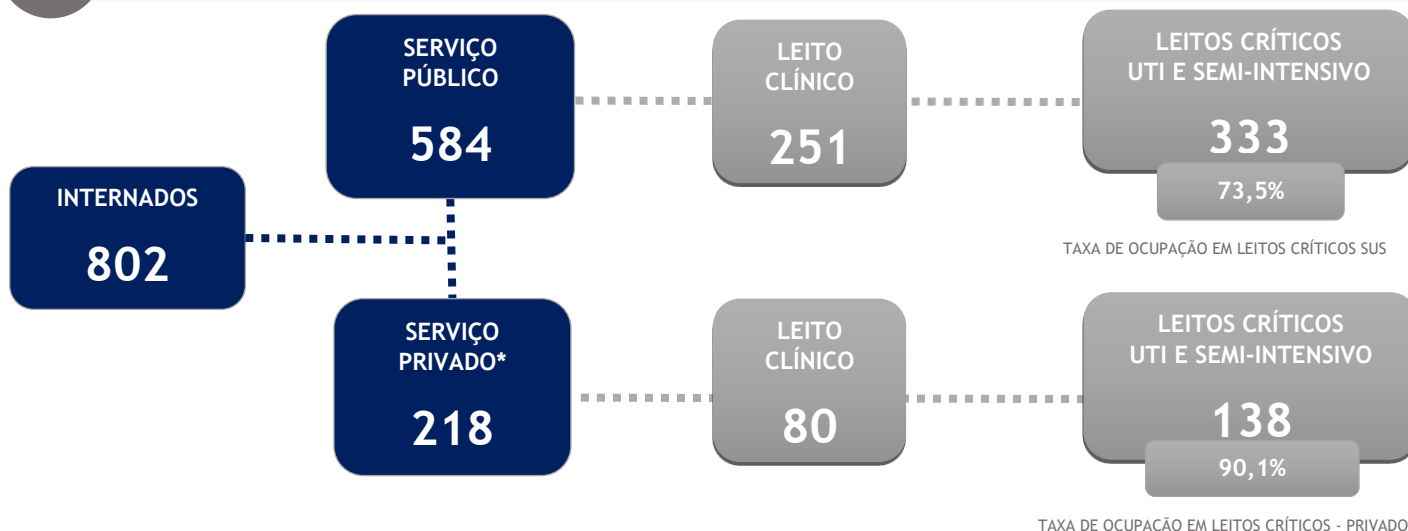 INTERNADOS
802
SERVIÇO
PÚBLICO
584
LEITO
CLÍNICO
251
LEITOS CRÍTICOS
UTI E SEMI-INTENSIVO
333
73,5%
TAXA DE OCUPAÇÃO EM LEITOS CRÍTICOS SUS
SERVIÇO
PRIVADO*
218
LEITO
CLÍNICO
80
LEITOS CRÍTICOS
UTI E SEMI-INTENSIVO
138
90,1%
TAXA DE OCUPAÇÃO EM LEITOS CRÍTICOS - PRIVADO